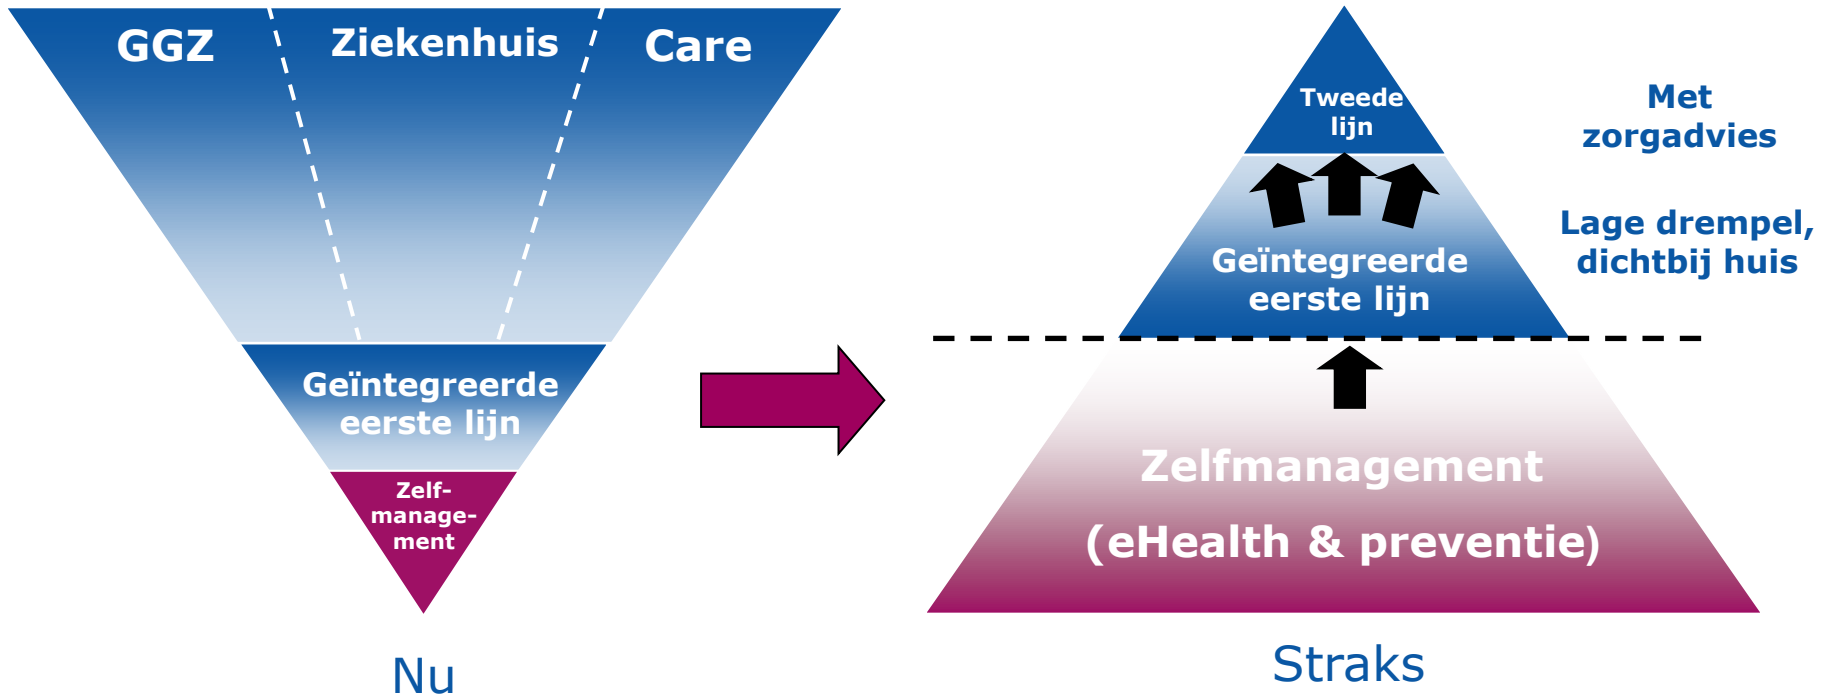 GGZ
Ziekenhuis
Care
Geïntegreerde
eerste lijn
Zelf-
manage-
ment
Nu
Tweede
lijn
Geïntegreerde
eerste lijn
Zelfmanagement
(eHealth & preventie)
Straks
Met
zorgadvies
Lage drempel,
dichtbij huis